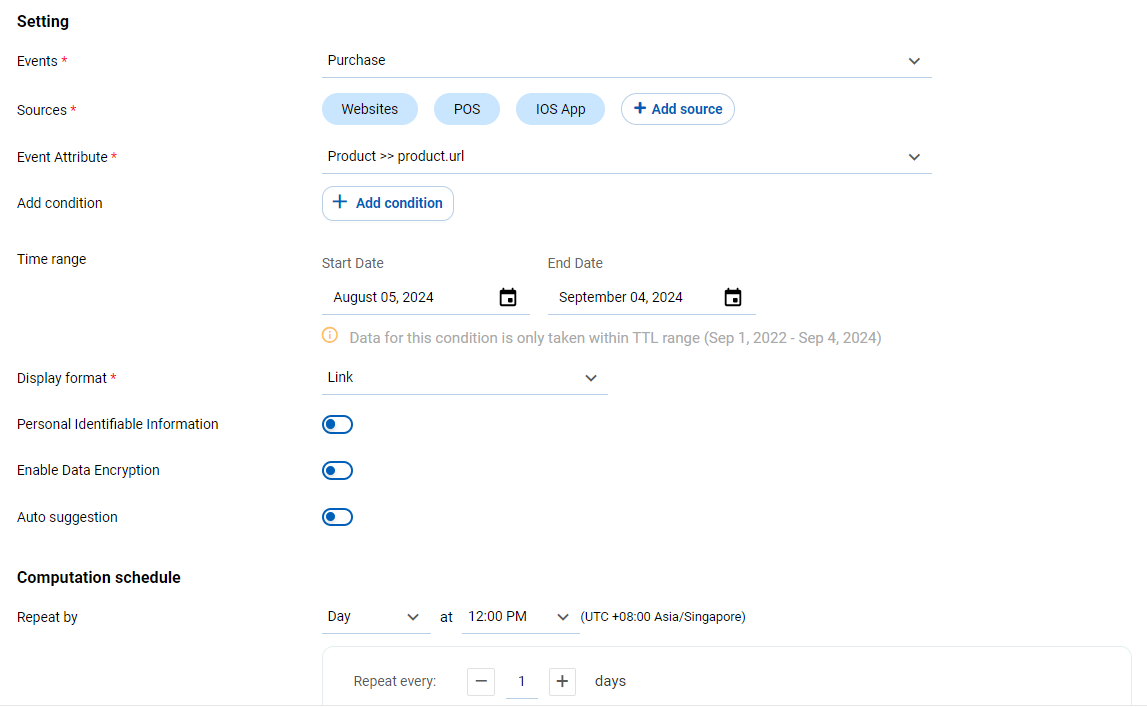 Setting
Events *
Purchase
Sources *
Websites
POS
IOS App
+ Add source
Event Attribute *
Product >> product.url
Add condition
+ Add condition
Time range
Start Date
End Date
August 05, 2024
September 04, 2024
Data for this condition is only taken within TTL range (Sep 1, 2022 - Sep 4, 2024)
Display format *
Link
Personal Identifiable Information
Enable Data Encryption
Auto suggestion
Computation schedule
Repeat by
Day
at
12:00 PM
(UTC +08:00 Asia/Singapore)
Repeat every:
1
days